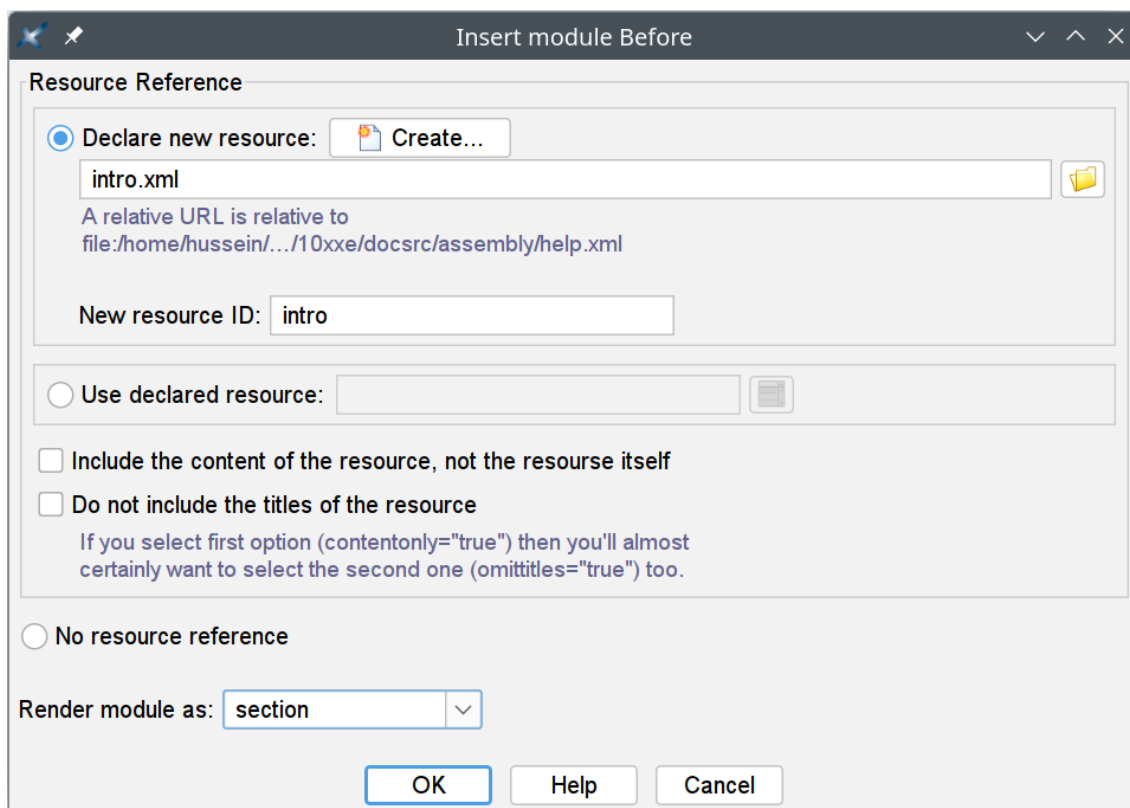 Insert module Before
Resource Reference
Declare new resource: Create...
intro.xml
A relative URL is relative to
file:/home/hussein/…/10xxe/docsrc/assembly/help.xml
New resource ID: intro
Use declared resource:
Include the content of the resource, not the resourse itself
Do not include the titles of the resource
If you select first option (contentonly="true") then you'll almost
certainly want to select the second one (omittitles="true") too.
No resource reference
Render module as: section
OK Help Cancel